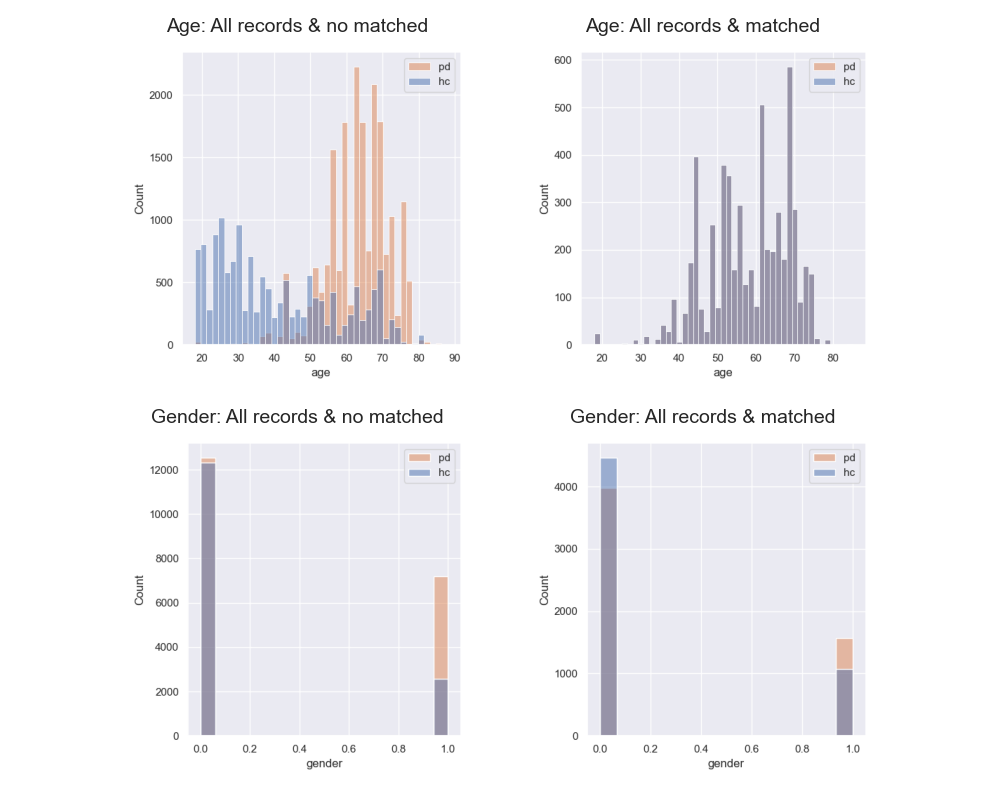 Age: All records & no matched
pd
hc
2000
1500
1000
500
0
Count
20 30 40 50 60 70 80 90
age
Age: All records & matched
pd
hc
600
500
400
300
200
100
0
Count
20 30 40 50 60 70 80
age
Gender: All records & no matched
pd
hc
12000
10000
8000
6000
4000
2000
0
Count
0.0 0.2 0.4 0.6 0.8 1.0
gender
Gender: All records & matched
pd
hc
4000
3000
2000
1000
0
Count
0.0 0.2 0.4 0.6 0.8 1.0
gender